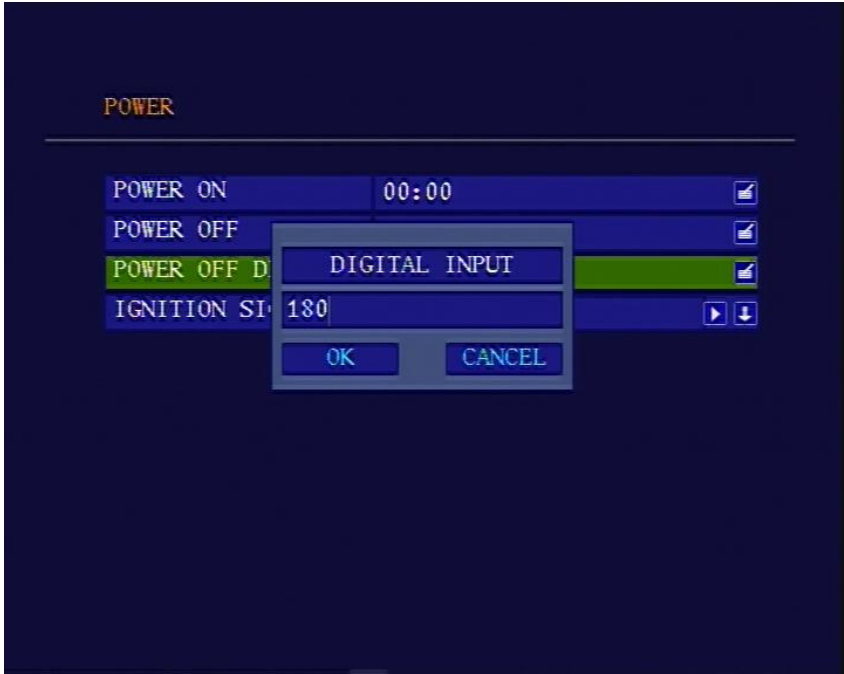 POWER
POWER ON 00:00
POWER OFF
POWER OFF D
DIGITAL INPUT
IGNITION SI
180
OK CANCEL